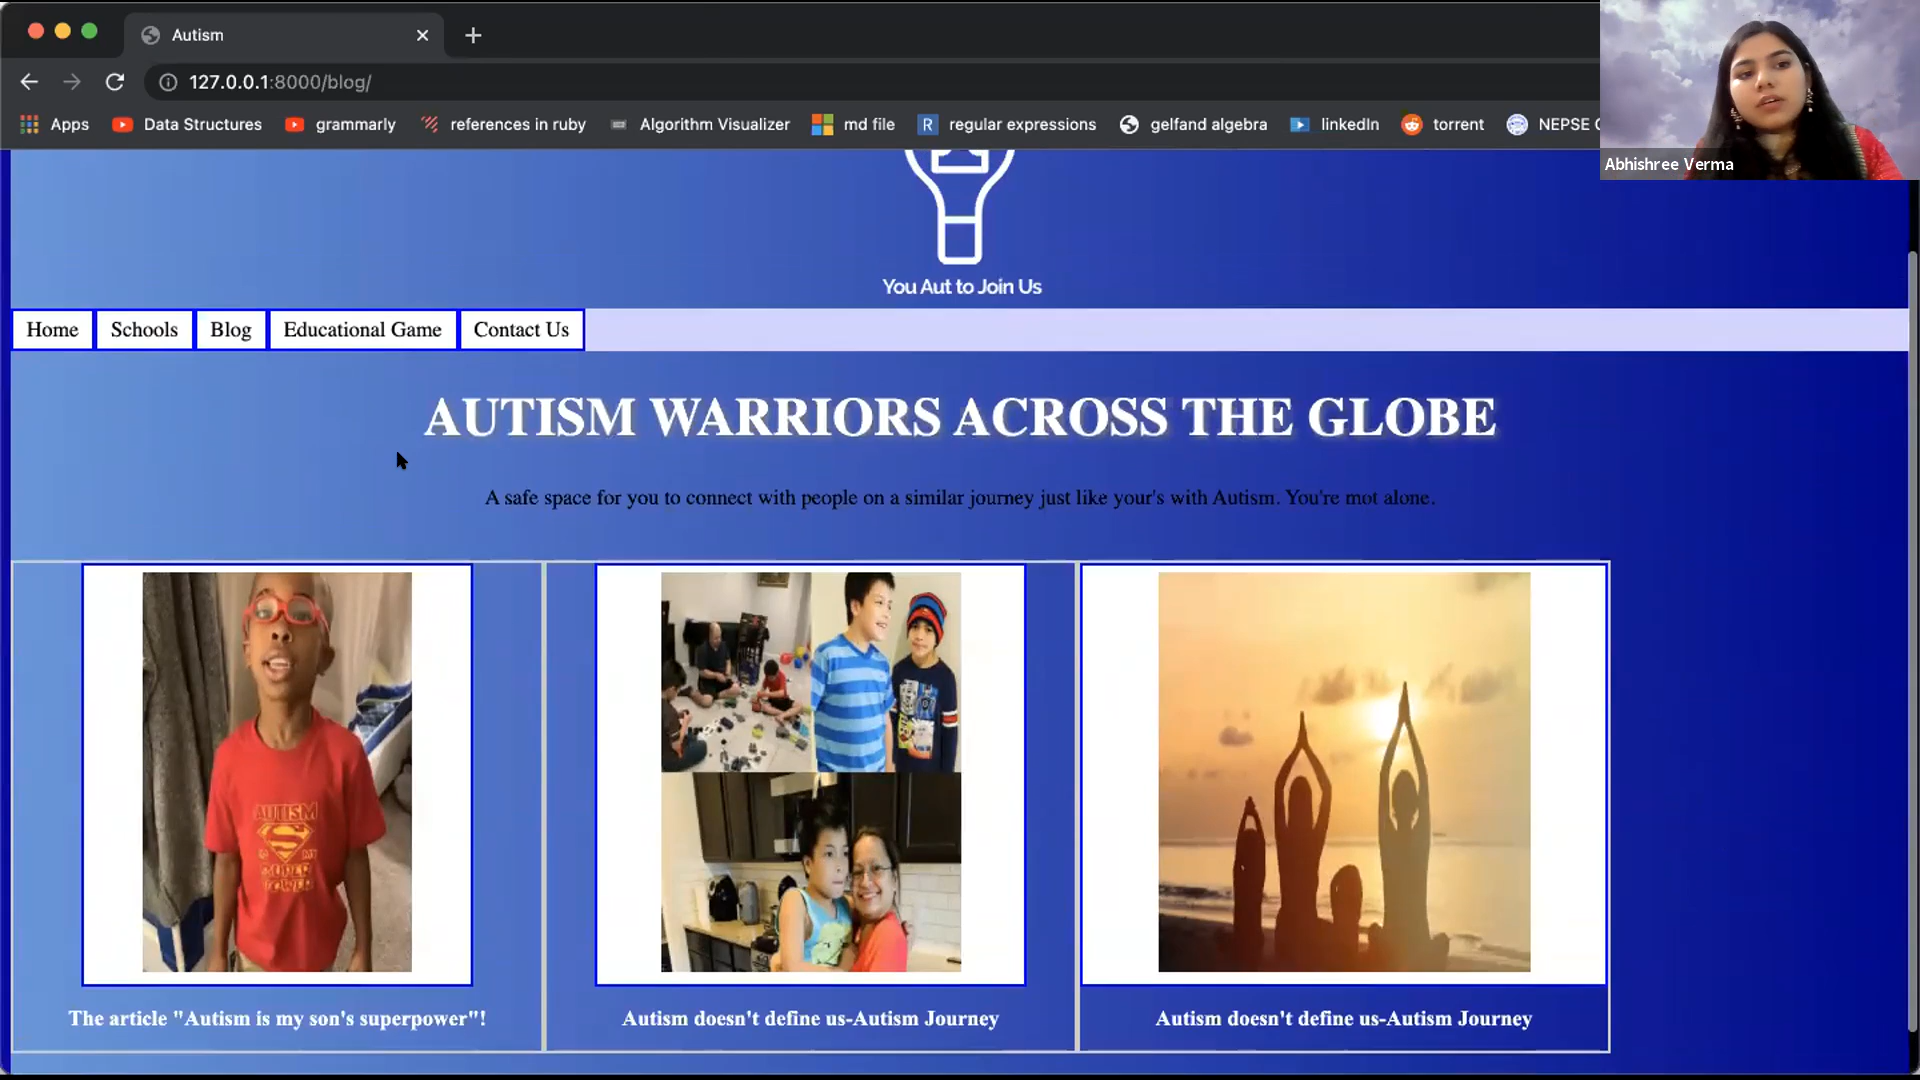 Autism
127.0.0.1:8000/blog/
Apps Data Structures grammarly references in ruby Algorithm Visualizer md file regular expressions gelfand algebra linkedIn torrent NEPSE
Abhishree Verma
You Aut to Join Us
Home Schools Blog Educational Game Contact Us
AUTISM WARRIORS ACROSS THE GLOBE
A safe space for you to connect with people on a similar journey just like your's with Autism. You're mot alone.
AUTISM
IS MY
SUPER
POWER
The article "Autism is my son's superpower"! Autism doesn't define us-Autism Journey Autism doesn't define us-Autism Journey